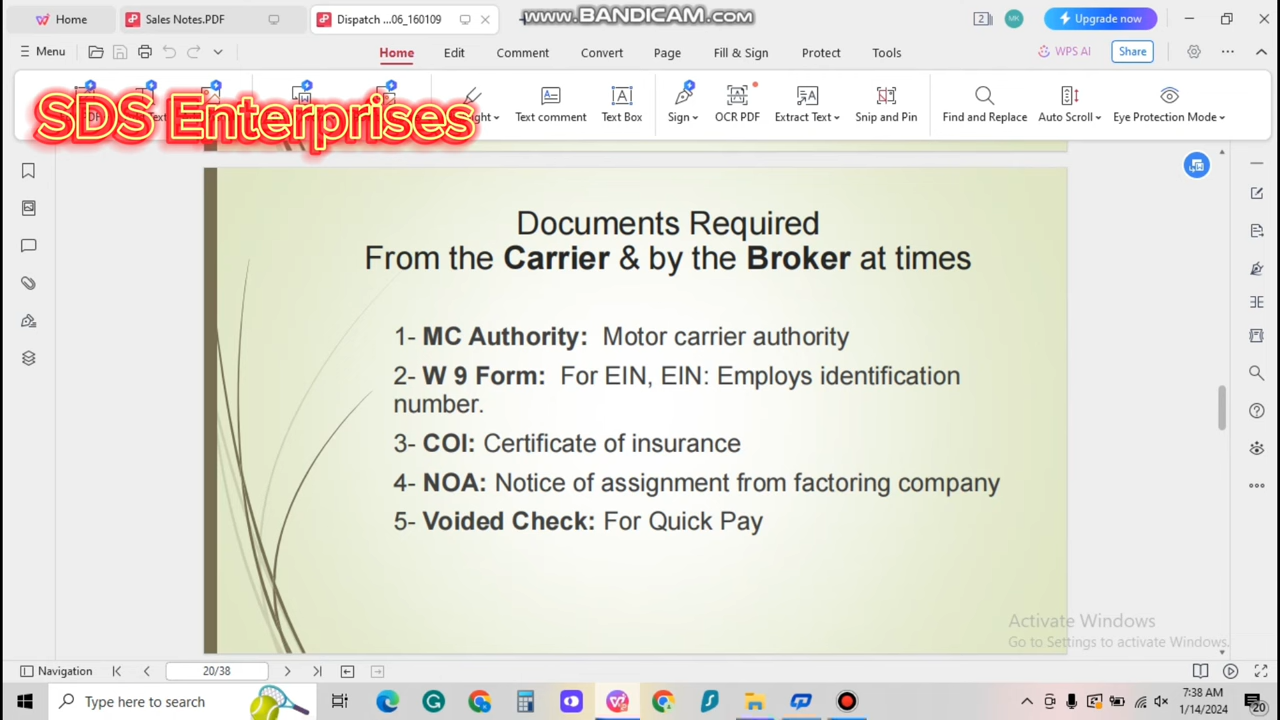 Home
Sales Notes.PDF
Dispatch ...06_160109
www.BANDICAM.com
2
MK
Upgrade now
Menu
Home
Edit
Comment
Convert
Page
Fill & Sign
Protect
Tools
WPS AI
Share
SDS Enterprises
Text comment
Text Box
Sign
OCR PDF
Extract Text
Snip and Pin
Find and Replace
Auto Scroll
Eye Protection Mode
Documents Required
From the Carrier & by the Broker at times
1- MC Authority: Motor carrier authority
2- W 9 Form: For EIN, EIN: Employs identification
number.
3- COI: Certificate of insurance
4- NOA: Notice of assignment from factoring company
5- Voided Check: For Quick Pay
Activate Windows
Go to Settings to activate Windows.
Navigation
20/38
Type here to search
7:38 AM
1/14/2024
20